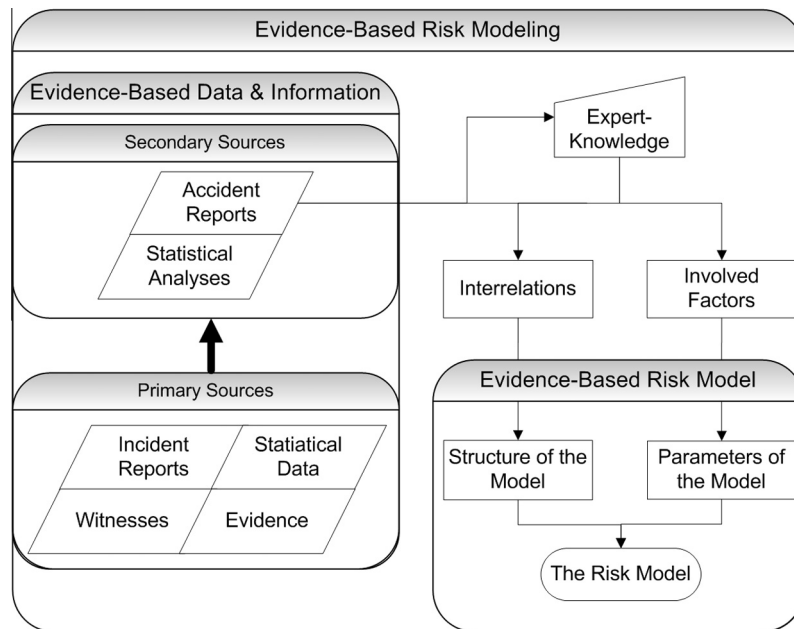 Evidence-Based Risk Modeling
Evidence-Based Data & Information
Secondary Sources
Accident
Reports
Statistical
Analyses
Primary Sources
Incident
Reports
Statiatical
Data
Witnesses
Evidence
Expert-
Knowledge
Interrelations
Involved
Factors
Evidence-Based Risk Model
Structure of the
Model
Parameters of
the Model
The Risk Model